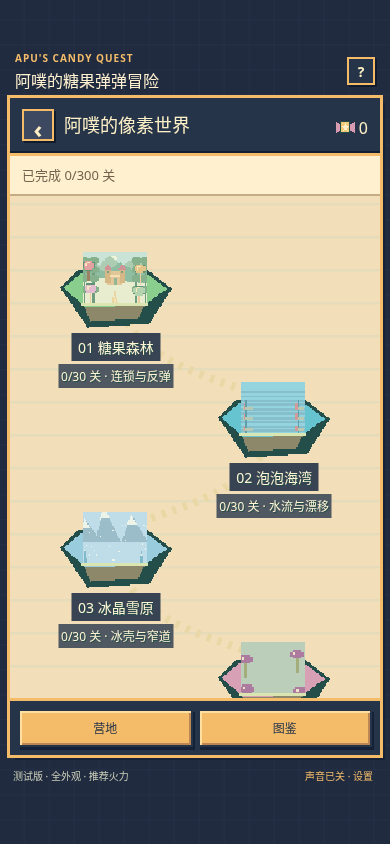 APU'S CANDY QUEST
阿噗的糖果弹弹冒险
?
‹ 阿噗的像素世界 0
已完成 0/300 关
01 糖果森林
0/30 关 · 连锁与反弹
02 泡泡海湾
0/30 关 · 水流与漂移
03 冰晶雪原
0/30 关 · 冰壳与窄道
营地 图鉴
测试版 · 全外观 · 推荐火力 声音已关 · 设置